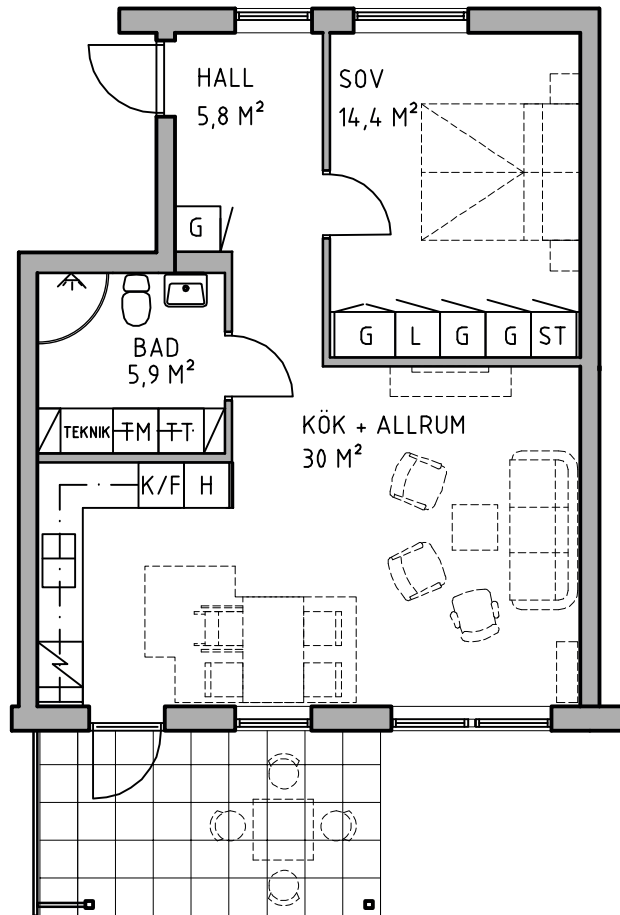 HALL
5,8 M²
SOV
14,4 M²
G
G L G G ST
BAD
5,9 M²
TEKNIK TM TT
KÖK + ALLRUM
30 M²
K/F H